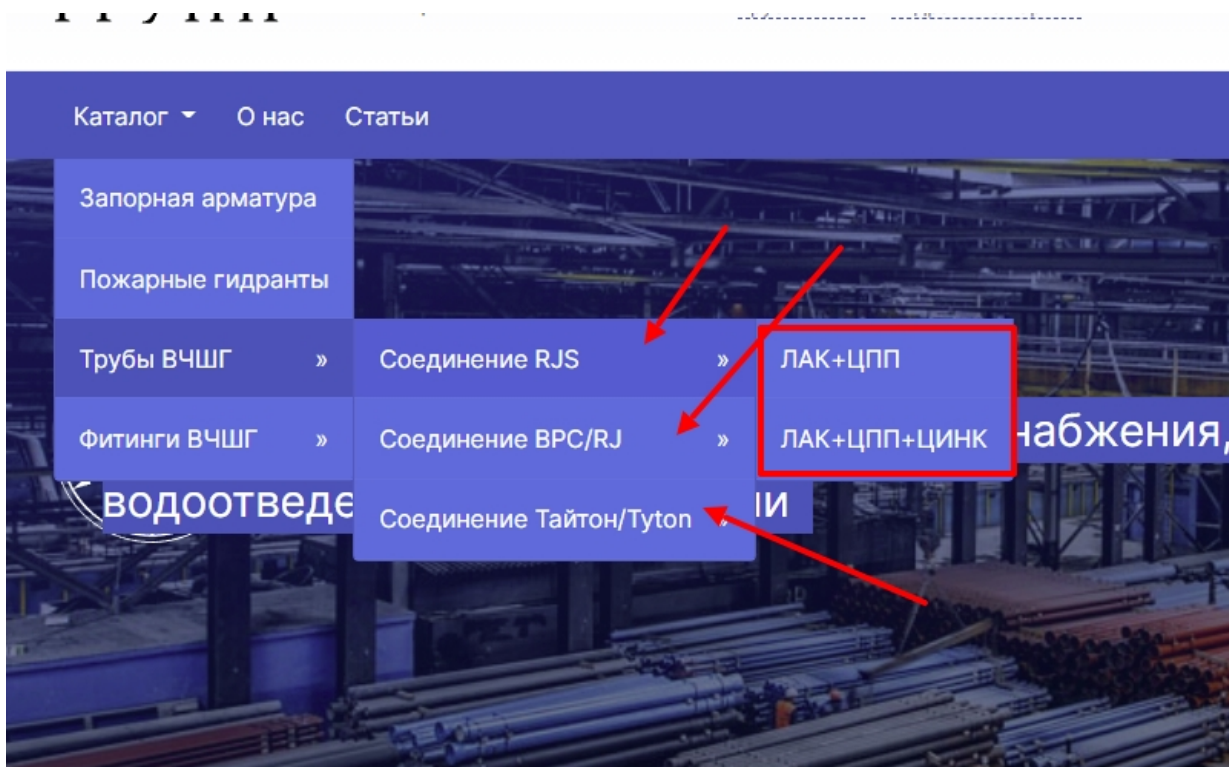 Каталог О нас Статьи
Запорная арматура
Пожарные гидранты
Трубы ВЧШГ » Соединение RJS » ЛАК+ЦПП
Фитинги ВЧШГ » Соединение ВРС/RJ » ЛАК+ЦПП+ЦИНК набжения,
водоотведе Соединение Тайтон/Tyton » и